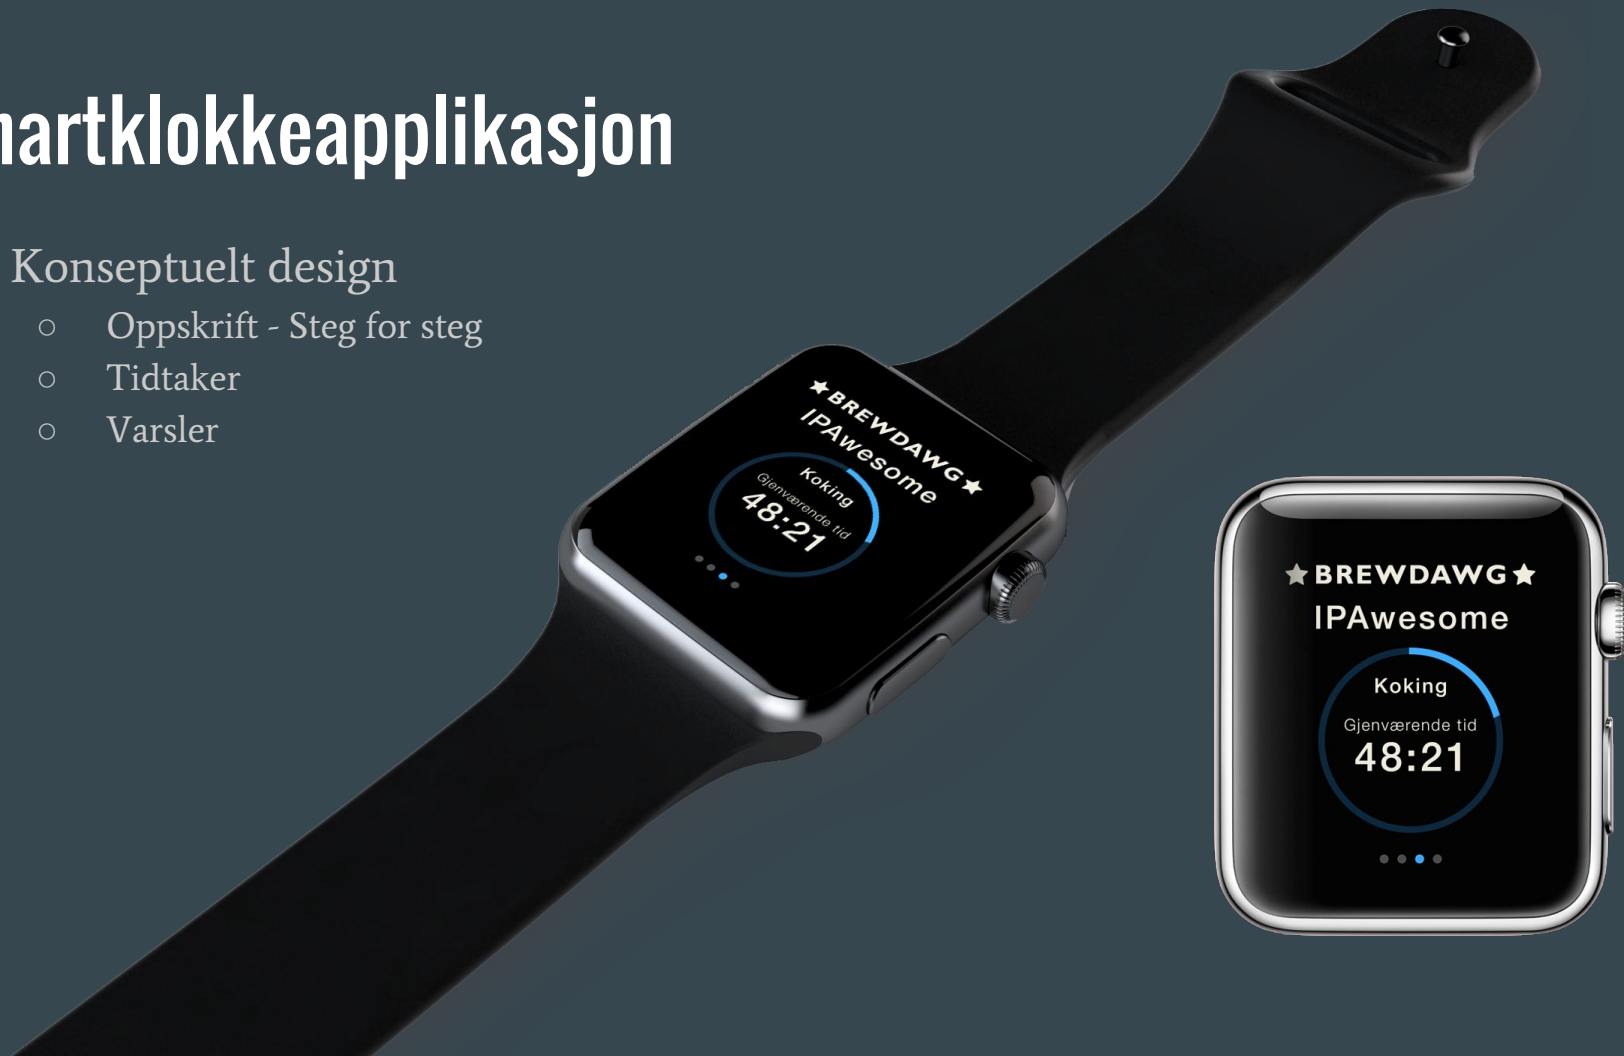 martklokkeapplikasjon
Konseptuelt design
○ Oppskrift - Steg for steg
○ Tidtaker
○ Varsler
★BREWDAWG★
IPAwesome
Koking
Gjenværende tid
48:21
★BREWDAWG★
IPAwesome
Koking
Gjenværende tid
48:21